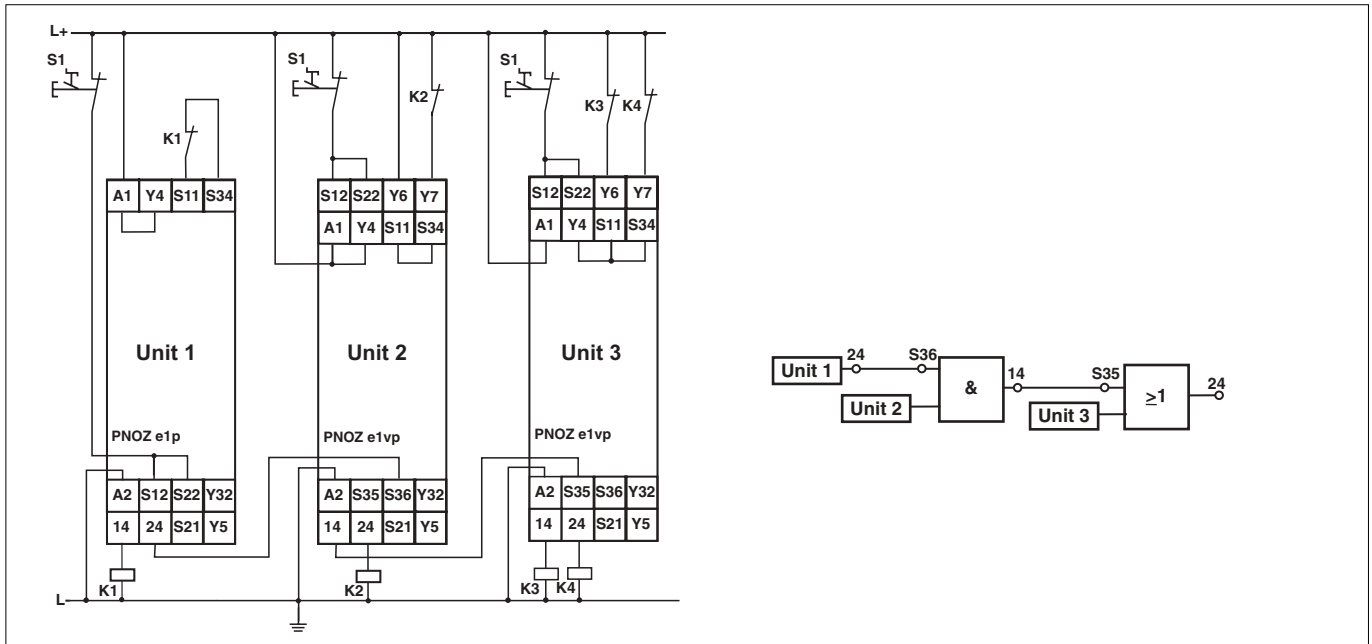 L+
S1
S1
S1
K1
K2
K3 K4
A1 Y4 S11 S34
S12 S22 Y6 Y7
A1 Y4 S11 S34
S12 S22 Y6 Y7
A1 Y4 S11 S34
Unit 1
Unit 2
Unit 3
PNOZ e1p
PNOZ e1vp
PNOZ e1vp
A2 S12 S22 Y32
14 24 S21 Y5
A2 S35 S36 Y32
14 24 S21 Y5
A2 S35 S36 Y32
14 24 S21 Y5
K1
K2
K3 K4
L-
Unit 1 24 S36
Unit 2
&
14 S35
Unit 3
≥1
24